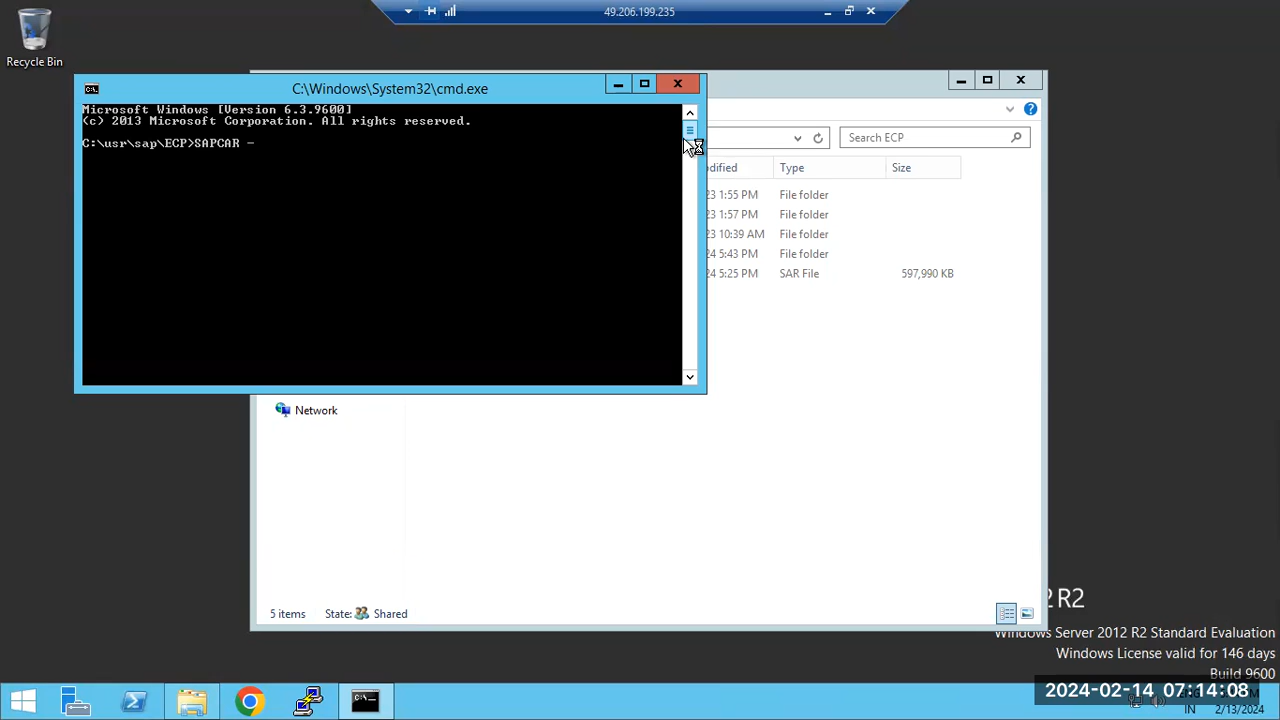 49.206.199.235
Recycle Bin
C:\Windows\System32\cmd.exe
Microsoft Windows [Version 6.3.9600]
(c) 2013 Microsoft Corporation. All rights reserved.
C:\usr\sap\ECP>SAPCAR -
Search ECP
odified Type Size
23 1:55 PM File folder
23 1:57 PM File folder
23 10:39 AM File folder
24 5:43 PM File folder
24 5:25 PM SAR File 597,990 KB
Network
5 items State: Shared
2 R2
Windows Server 2012 R2 Standard Evaluation
Windows License valid for 146 days
Build 9600
2024-02-14 07:14:08
IN 2/13/2024